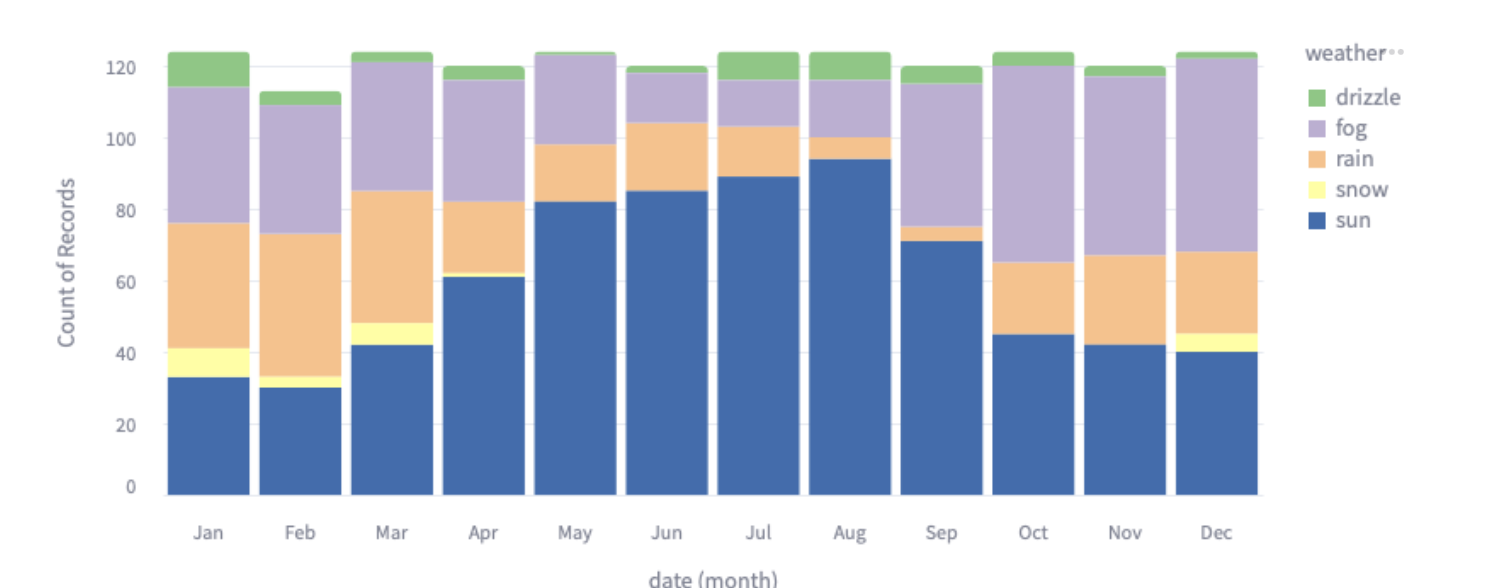 weather
120
drizzle
fog
100
rain
snow
80
sun
60
40
20
0
Count of Records
Jan Feb Mar Apr May Jun Jul Aug Sep Oct Nov Dec
date (month)